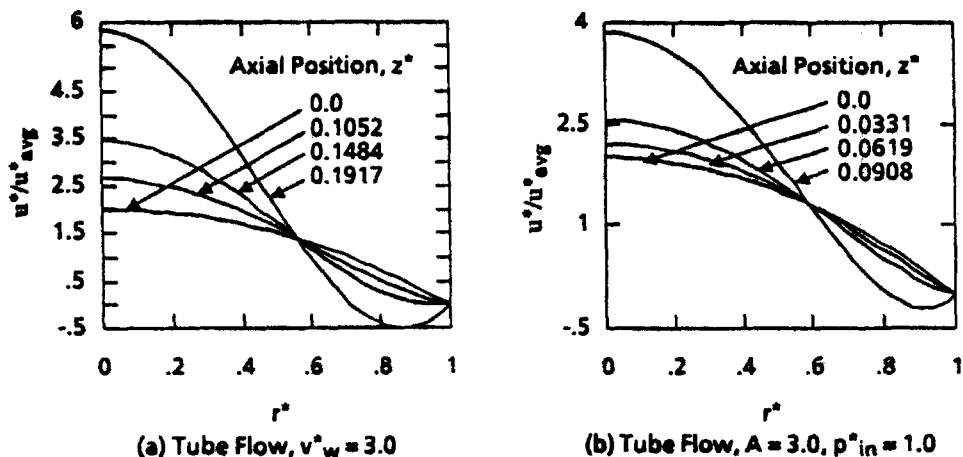 6
4.5
3.5
2.5
1.5
.5
-.5
u*/u*avg
Axial Position, z*
0.0
0.1052
0.1484
0.1917
0 .2 .4 .6 .8 1
r*
(a) Tube Flow, v*w = 3.0
4
2.5
1
-.5
u*/u*avg
Axial Position, z*
0.0
0.0331
0.0619
0.0908
0 .2 .4 .6 .8 1
r*
(b) Tube Flow, A = 3.0, p*in = 1.0